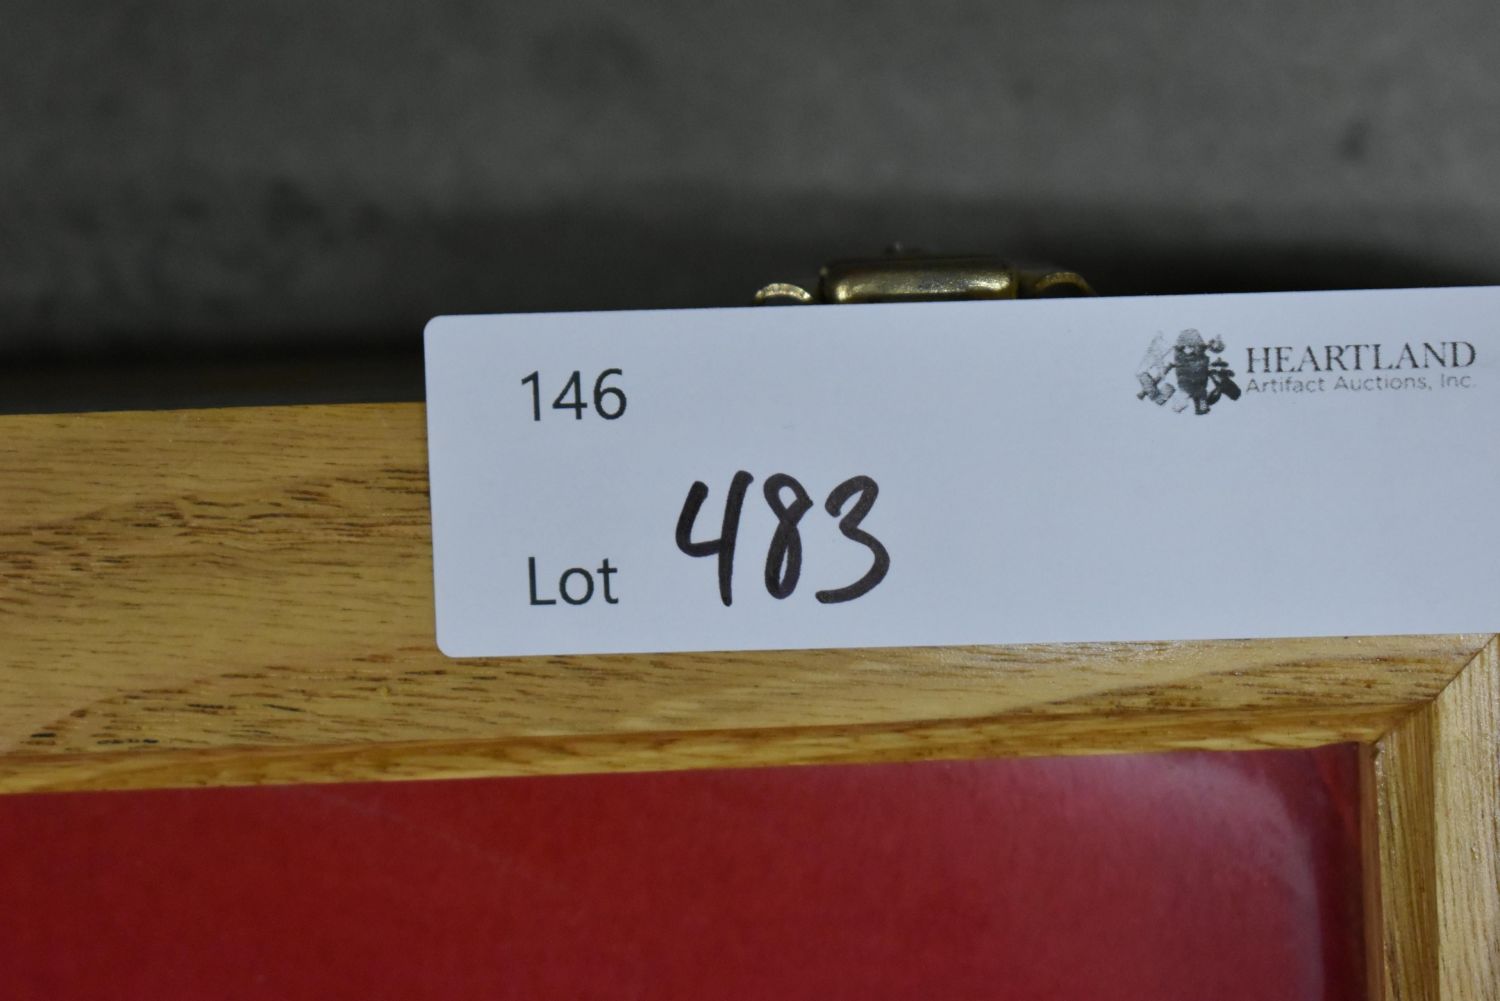 146
HEARTLAND
Artifact Auctions, Inc.
Lot 483